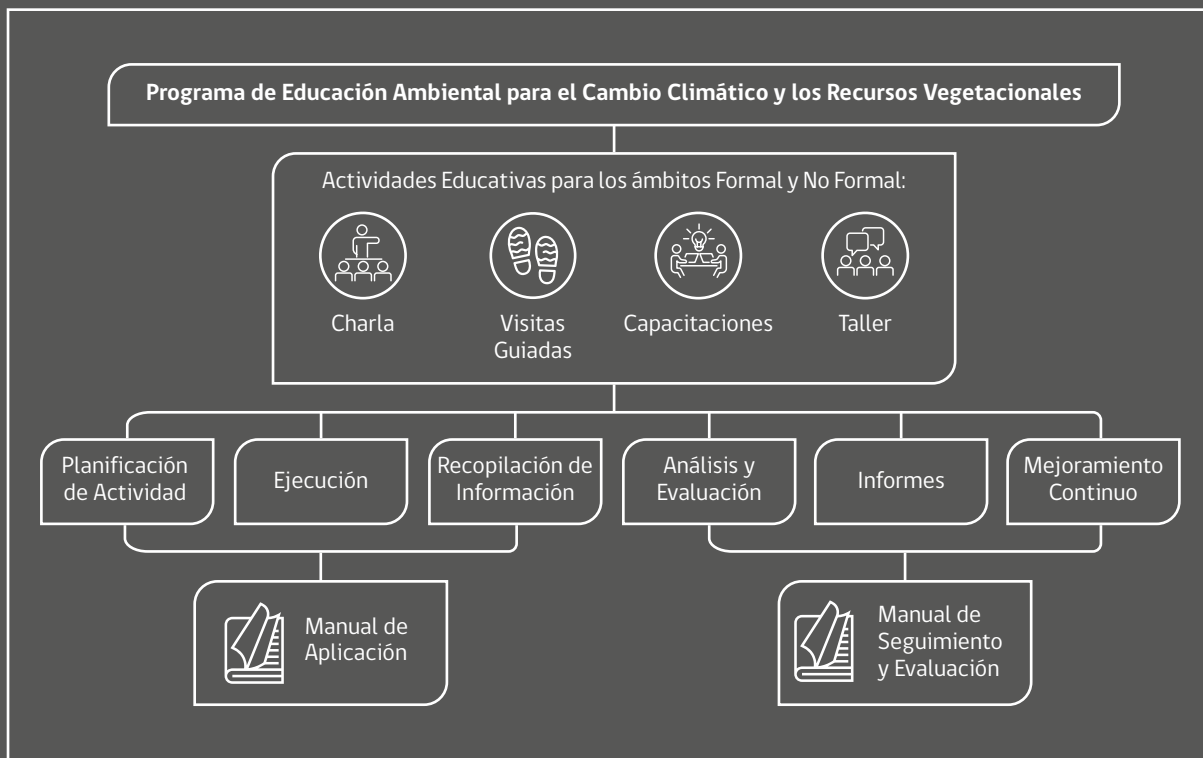 Programa de Educación Ambiental para el Cambio Climático y los Recursos Vegetacionales
Actividades Educativas para los ámbitos Formal y No Formal:
Charla
Visitas
Guiadas
Capacitaciones
Taller
Planificación
de Actividad
Ejecución
Recopilación de
Información
Análisis y
Evaluación
Informes
Mejoramiento
Continuo
Manual de
Aplicación
Manual de
Seguimiento
y Evaluación